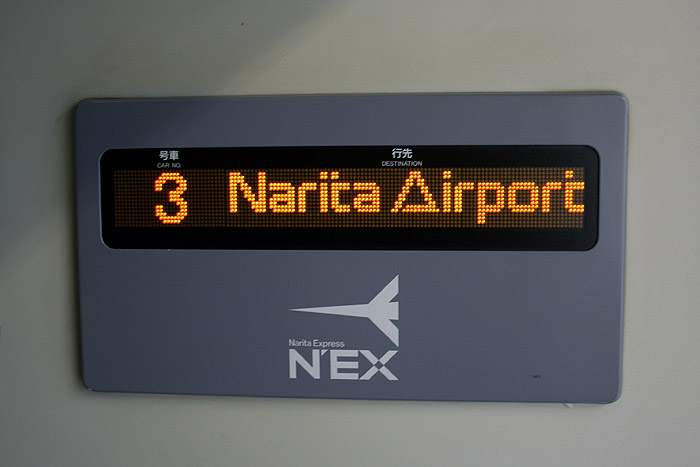 号車 行先
CAR NO. DESTINATION
3 Narita Airport
Narita Express
N'EX